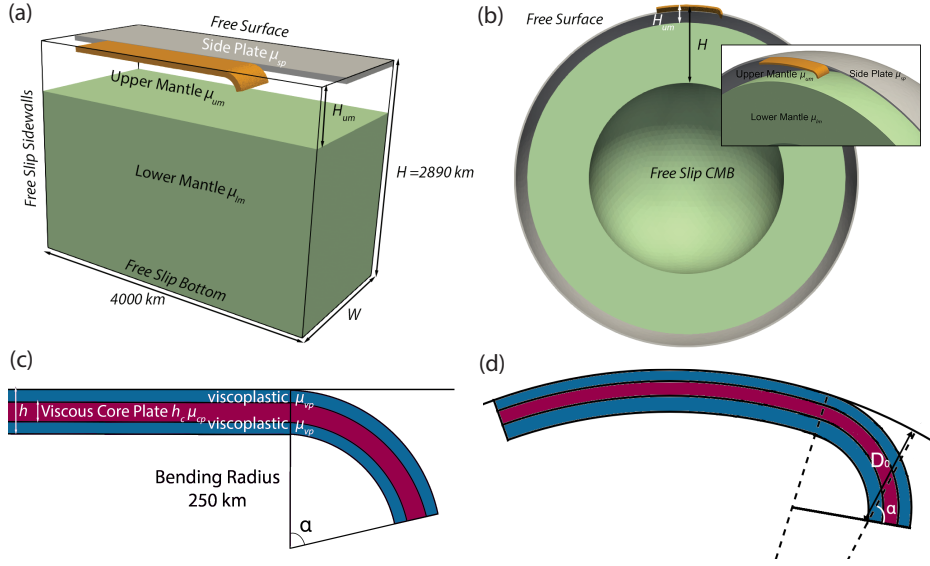 (a)
Free Surface
Side Plate μsp
Upper Mantle μum
Hum
Free Slip Sidewalls
Lower Mantle μlm
H =2890 km
Free Slip Bottom
4000 km
W
(b)
Free Surface
Hum
H
Upper Mantle μum
Side Plate μsp
Lower Mantle μlm
Free Slip CMB
(c)
viscoplastic μvp
h
Viscous Core Plate hc μcp
viscoplastic μvp
Bending Radius
250 km
α
(d)
D0
α